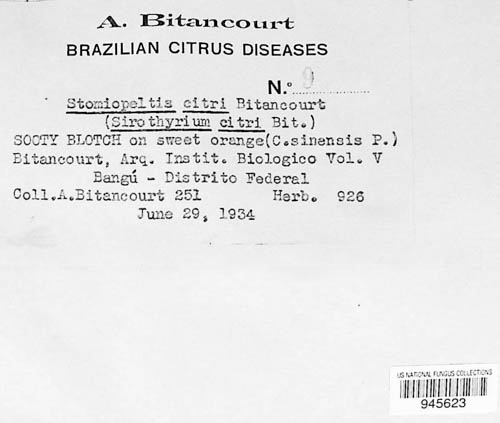 A. Bitancourt
BRAZILIAN CITRUS DISEASES
N.º 9
Stomiopeltis citri Bitancourt
(Sirothyrium citri Bit.)
SOOTY BLOTCH on sweet orange(C.sinensis P.)
Bitancourt, Arq. Instit. Biologico Vol. V
Bangú - Distrito Federal
Coll.A.Bitancourt 251 Herb. 926
June 29, 1934
US NATIONAL FUNGUS COLLECTIONS
945623